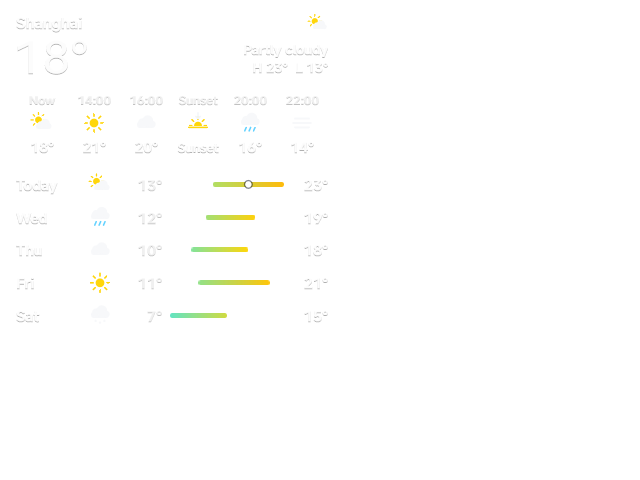 Shanghai
18°
Partly cloudy
H 23° L 13°
Now 14:00 16:00 Sunset 20:00 22:00
18° 21° 20° Sunset 16° 14°
Today 13° 23°
Wed 12° 19°
Thu 10° 18°
Fri 11° 21°
Sat 7° 15°